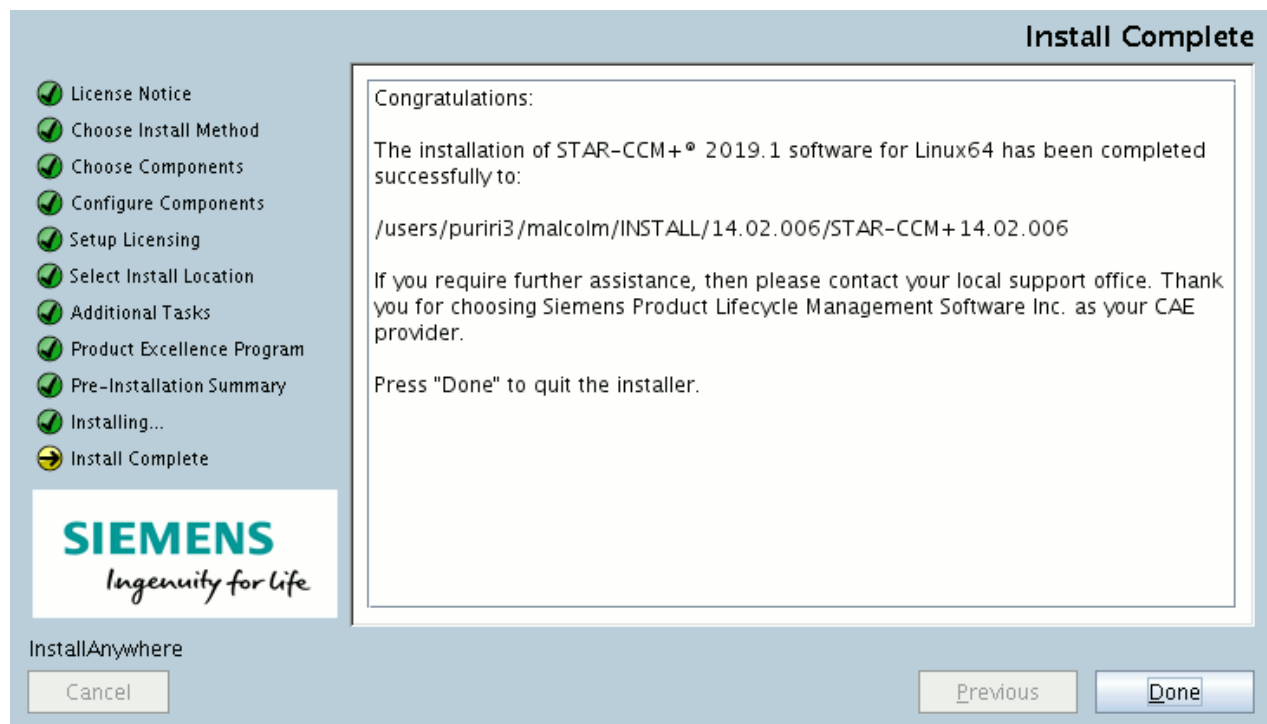 Install Complete
License Notice
Choose Install Method
Choose Components
Configure Components
Setup Licensing
Select Install Location
Additional Tasks
Product Excellence Program
Pre-Installation Summary
Installing...
Install Complete
SIEMENS
Ingenuity for life
Congratulations:
The installation of STAR-CCM+® 2019.1 software for Linux64 has been completed
successfully to:
/users/puriri3/malcolm/INSTALL/14.02.006/STAR-CCM+14.02.006
If you require further assistance, then please contact your local support office. Thank
you for choosing Siemens Product Lifecycle Management Software Inc. as your CAE
provider.
Press "Done" to quit the installer.
InstallAnywhere
Cancel
Previous
Done